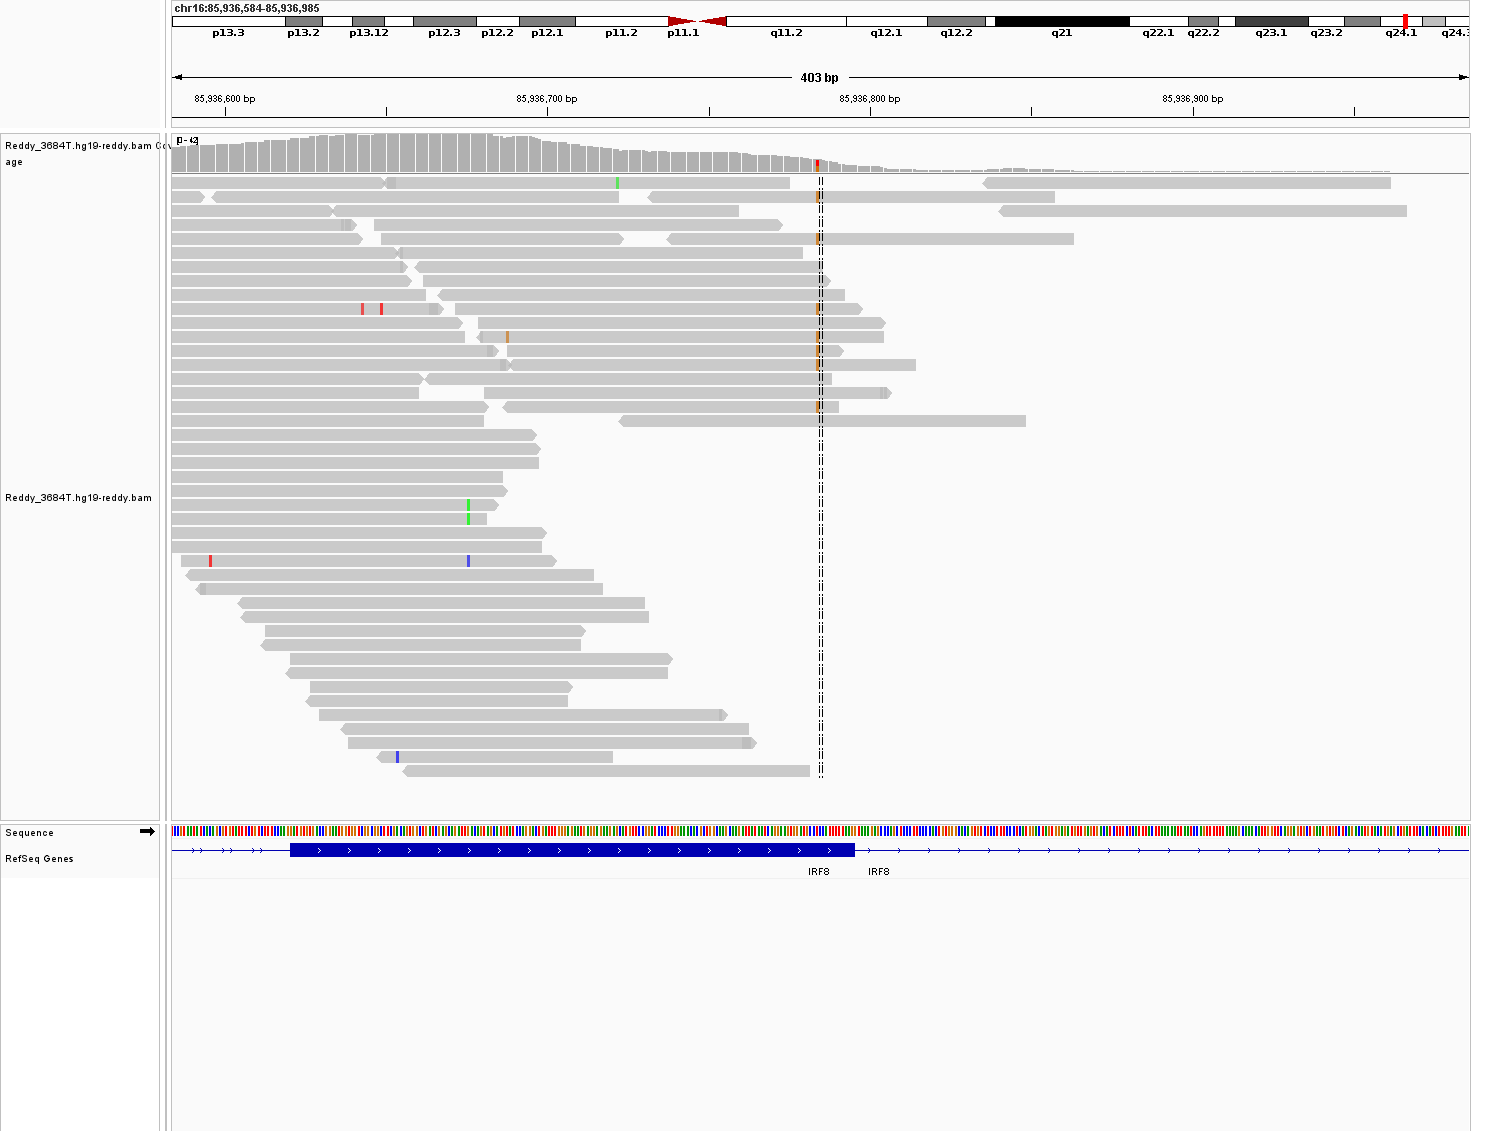 chr16:85,936,584-85,936,985
p13.3 p13.2 p13.12 p12.3 p12.2 p12.1 p11.2 p11.1 q11.2 q12.1 q12.2 q21 q22.1 q22.2 q23.1 q23.2 q24.1 q24.3
403 bp
85,936,600 bp 85,936,700 bp 85,936,800 bp 85,936,900 bp
[0 - 42]
Reddy_3684T.hg19-reddy.bam Cov
age
Reddy_3684T.hg19-reddy.bam
Sequence
RefSeq Genes
IRF8 IRF8